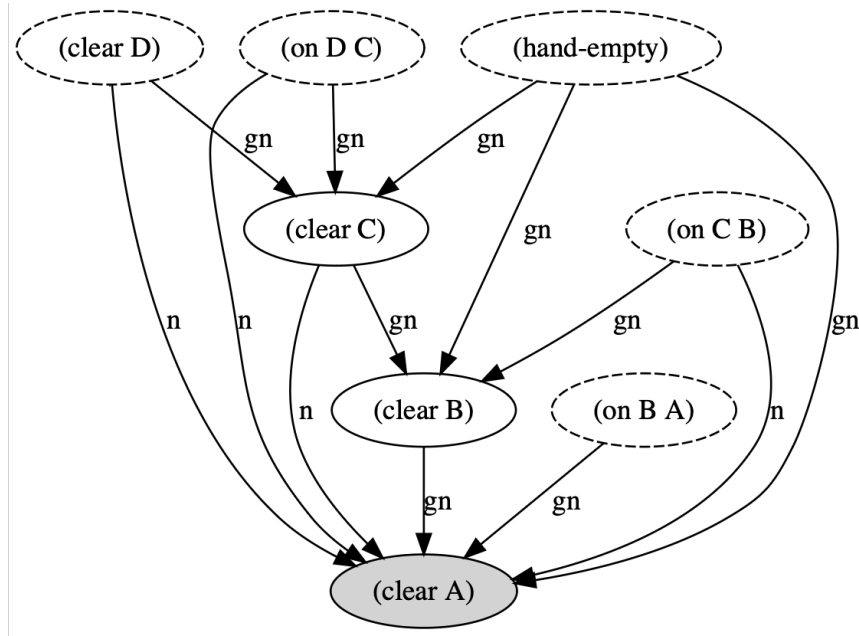 (clear D)
(on D C)
(hand-empty)
gn
gn
gn
(clear C)
gn
(on C B)
n
n
gn
gn
gn
(clear B)
(on B A)
n
n
gn
gn
(clear A)